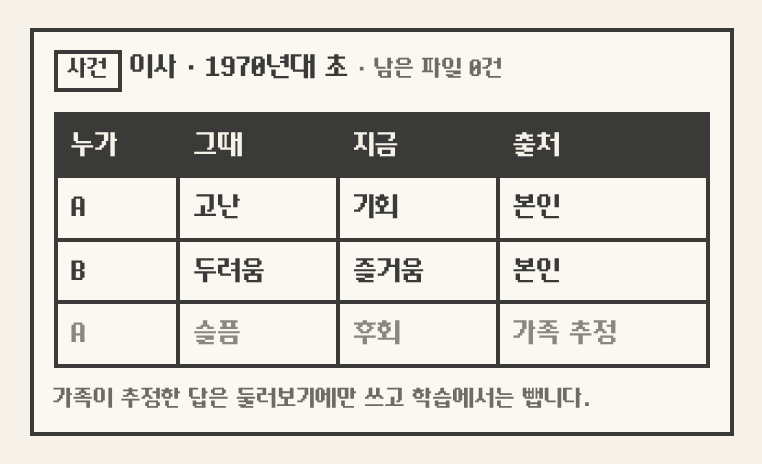 사건 이사 · 1970년대 초 · 남은 파일 0건
누가 그때 지금 출처
A 고난 기회 본인
B 두려움 즐거움 본인
A 슬픔 후회 가족 추정
가족이 추정한 답은 둘러보기에만 쓰고 학습에서는 뺍니다.